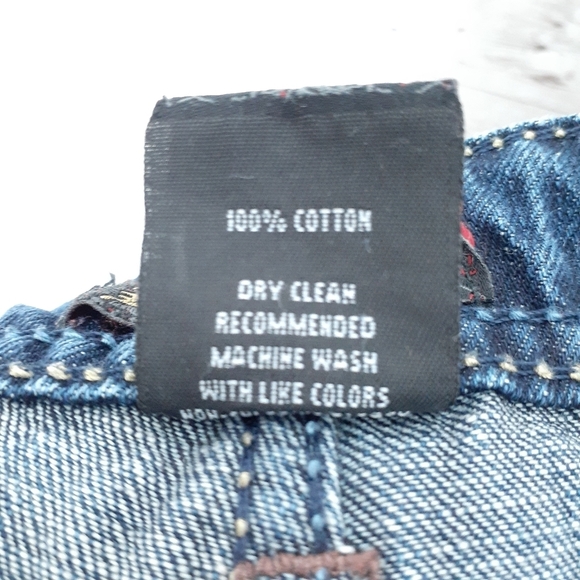 100% COTTON
DRY CLEAN
RECOMMENDED
MACHINE WASH
WITH LIKE COLORS